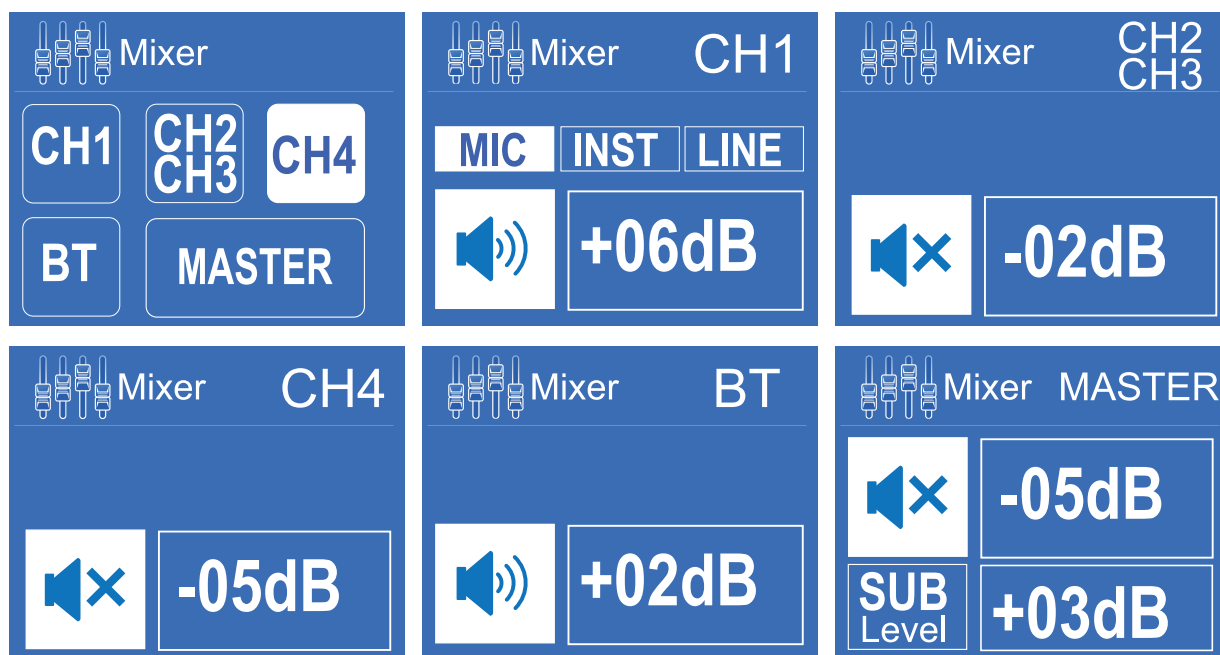 Mixer
CH1
CH2
CH3
CH4
BT
MASTER
Mixer
CH1
MIC
INST
LINE
+06dB
Mixer
CH2
CH3
-02dB
Mixer
CH4
-05dB
Mixer
BT
+02dB
Mixer
MASTER
-05dB
SUB
Level
+03dB